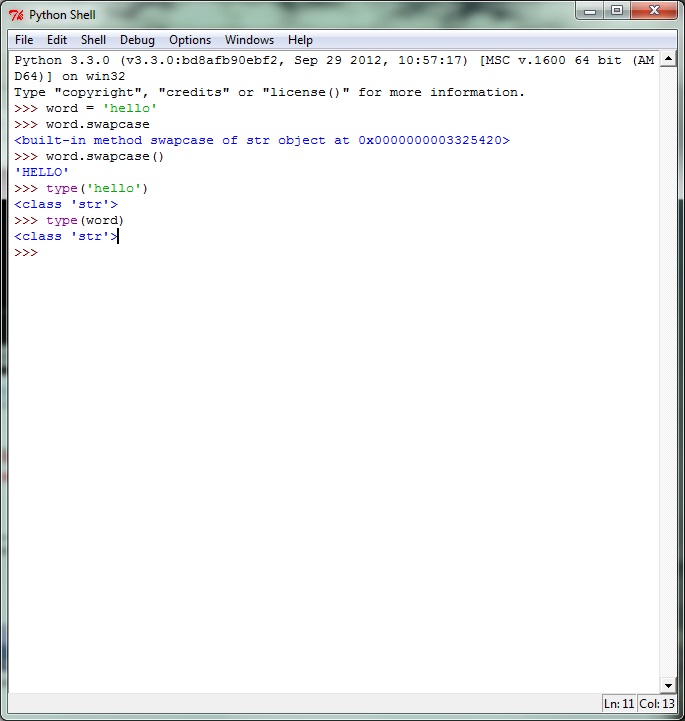 Python Shell
File Edit Shell Debug Options Windows Help
Python 3.3.0 (v3.3.0:bd8afb90ebf2, Sep 29 2012, 10:57:17) [MSC v.1600 64 bit (AM
D64)] on win32
Type "copyright", "credits" or "license()" for more information.
>>> word = 'hello'
>>> word.swapcase
<built-in method swapcase of str object at 0x0000000003325420>
>>> word.swapcase()
'HELLO'
>>> type('hello')
<class 'str'>
>>> type(word)
<class 'str'>
>>>
Ln: 11 Col: 13